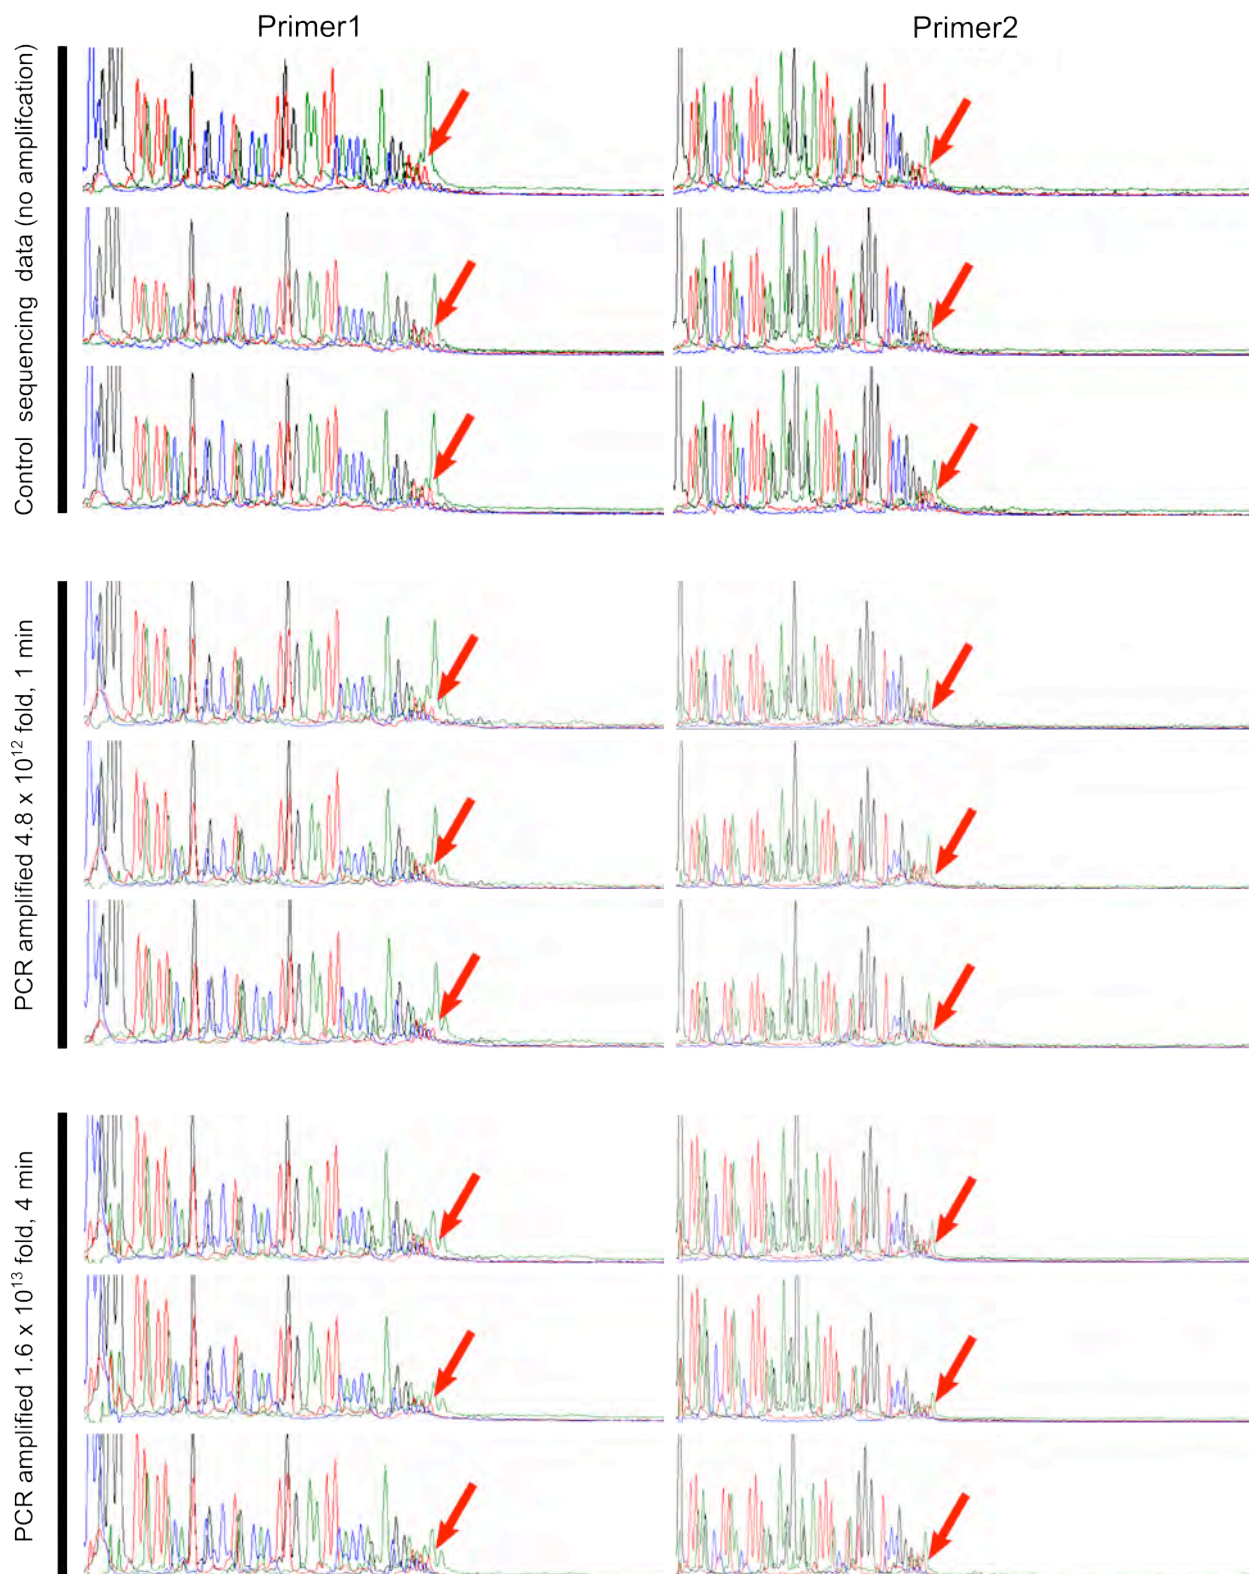 Primer1
Primer2
Control sequencing data (no amplification)
PCR amplified 4.8 x 10¹² fold, 1 min
PCR amplified 1.6 x 10¹³ fold, 4 min